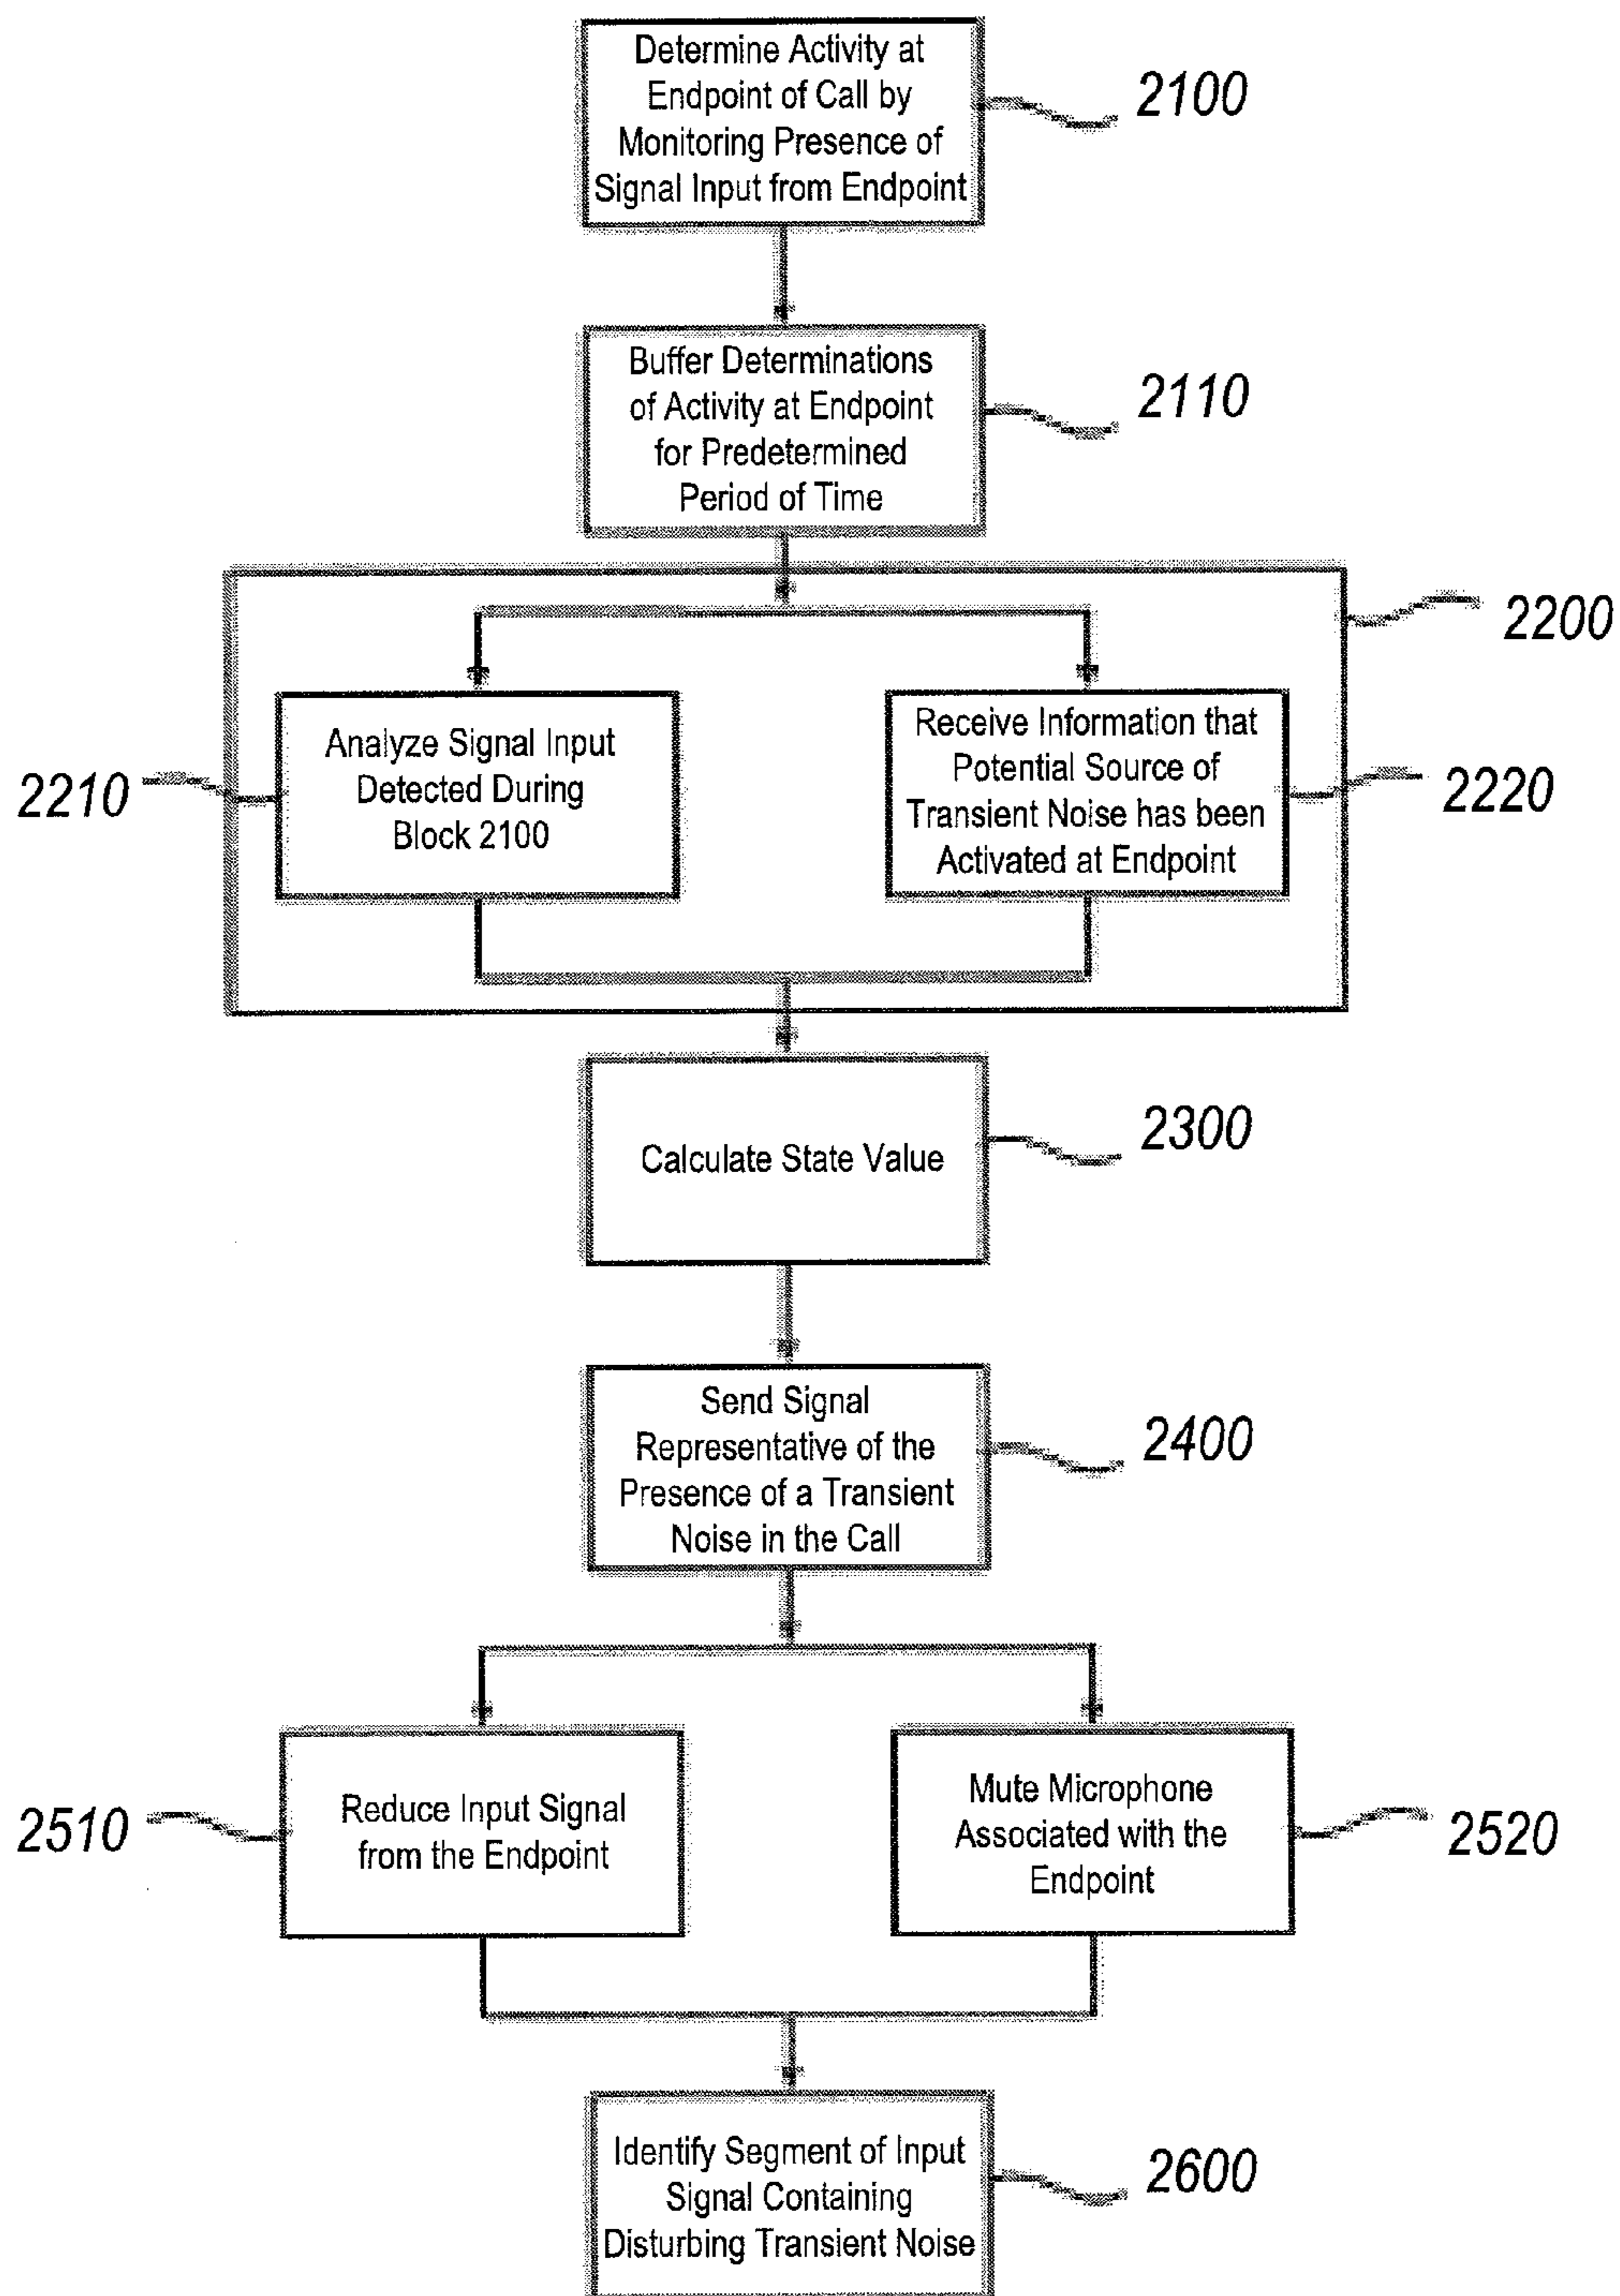 Determine Activity at
Endpoint of Call by
Monitoring Presence of
Signal Input from Endpoint
2100
Buffer Determinations
of Activity at Endpoint
for Predetermined
Period of Time
2110
2200
Analyze Signal Input
Detected During
Block 2100
2210
Receive Information that
Potential Source of
Transient Noise has been
Activated at Endpoint
2220
Calculate State Value
2300
Send Signal
Representative of the
Presence of a Transient
Noise in the Call
2400
Reduce Input Signal
from the Endpoint
2510
Mute Microphone
Associated with the
Endpoint
2520
Identify Segment of Input
Signal Containing
Disturbing Transient Noise
2600